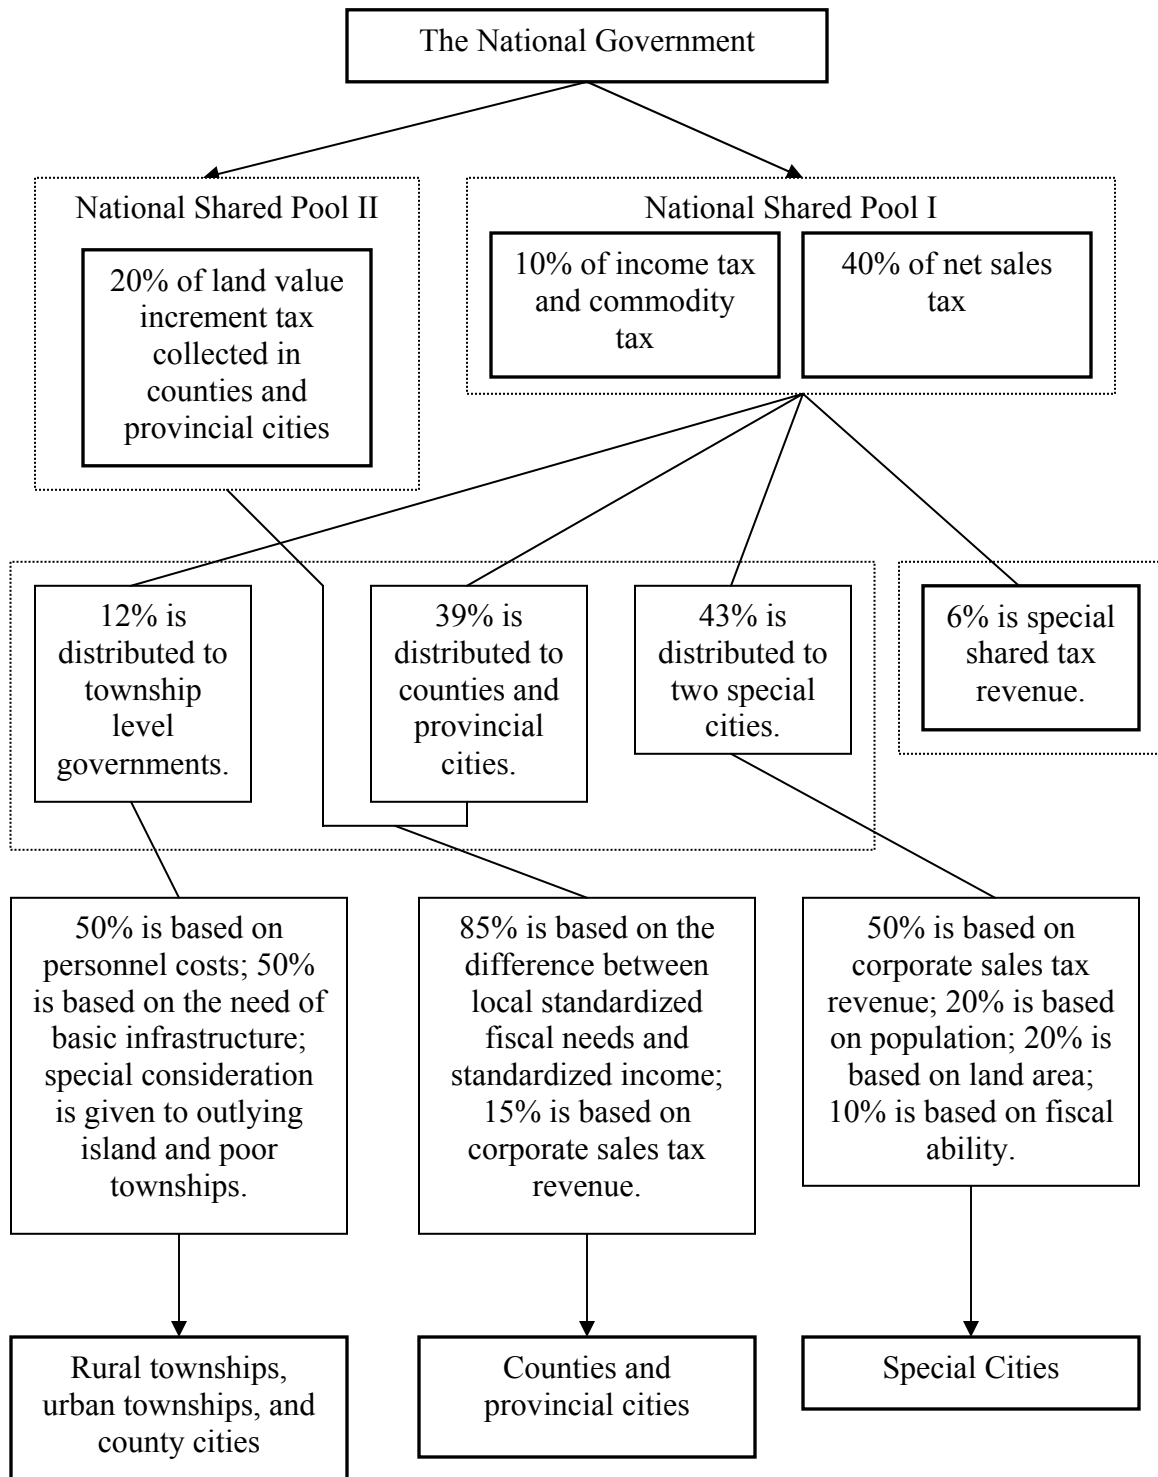 The National Government
National Shared Pool II
20% of land value
increment tax
collected in
counties and
provincial cities
National Shared Pool I
10% of income tax
and commodity
tax
40% of net sales
tax
12% is
distributed to
township
level
governments.
39% is
distributed to
counties and
provincial
cities.
43% is
distributed to
two special
cities.
6% is special
shared tax
revenue.
50% is based on
personnel costs; 50%
is based on the need of
basic infrastructure;
special consideration
is given to outlying
island and poor
townships.
85% is based on the
difference between
local standardized
fiscal needs and
standardized income;
15% is based on
corporate sales tax
revenue.
50% is based on
corporate sales tax
revenue; 20% is based
on population; 20% is
based on land area;
10% is based on fiscal
ability.
Rural townships,
urban townships, and
county cities
Counties and
provincial cities
Special Cities